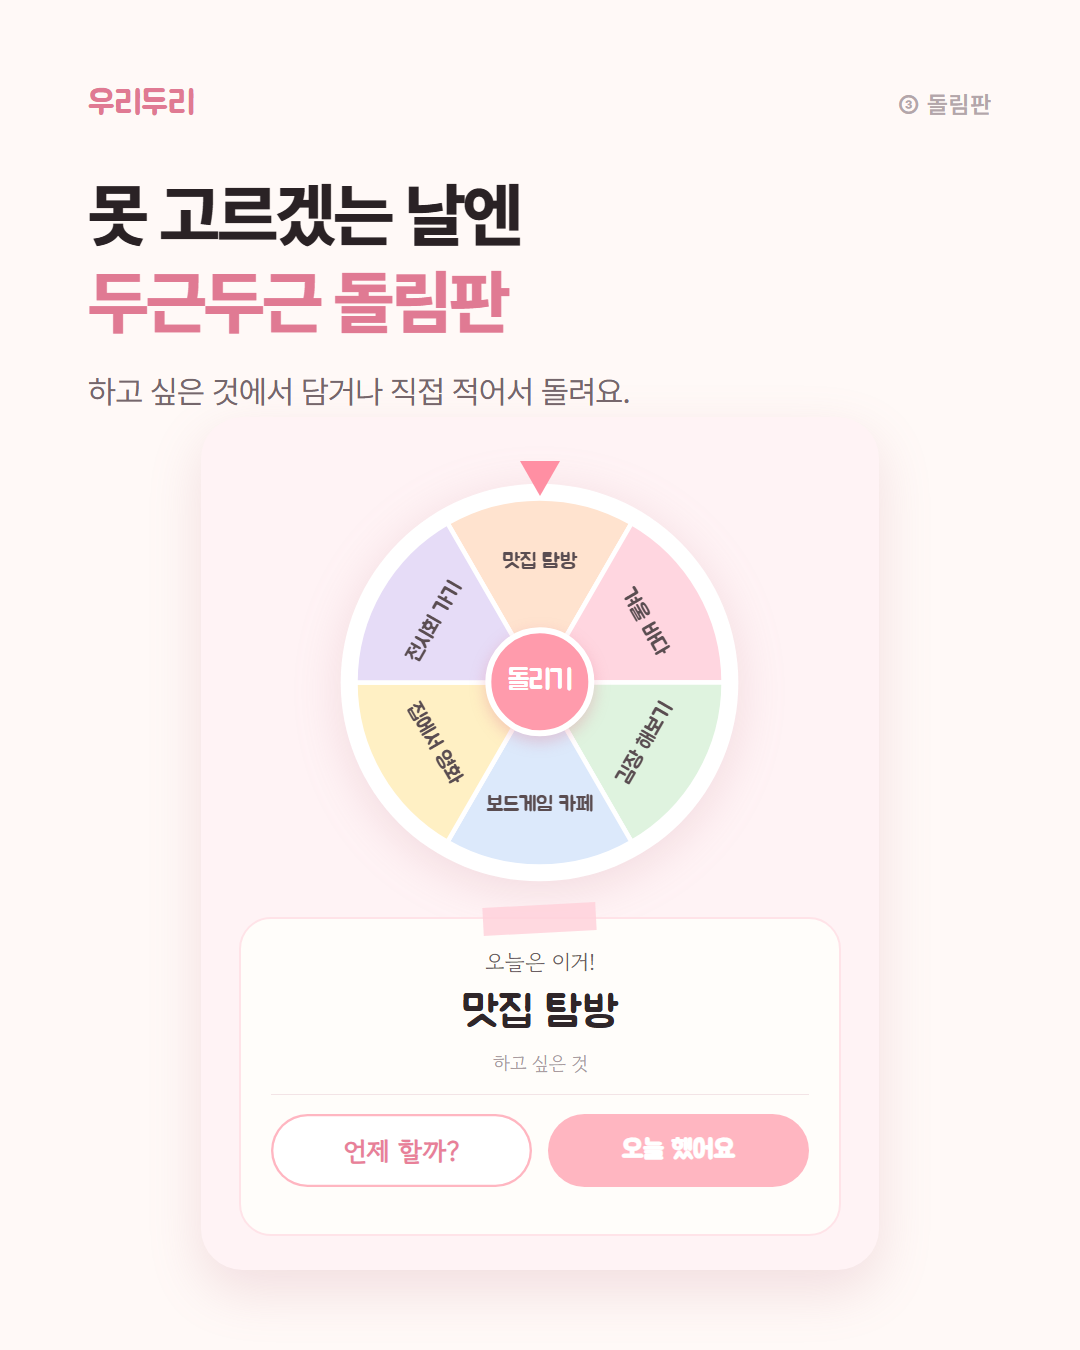 우리두리
③ 돌림판
못 고르겠는 날엔
두근두근 돌림판
하고 싶은 것에서 담거나 직접 적어서 돌려요.
맛집 탐방
겨울 바다
김장 해보기
보드게임 카페
집에서 영화
전시회 가기
돌리기
오늘은 이거!
맛집 탐방
하고 싶은 것
언제 할까?
오늘 했어요